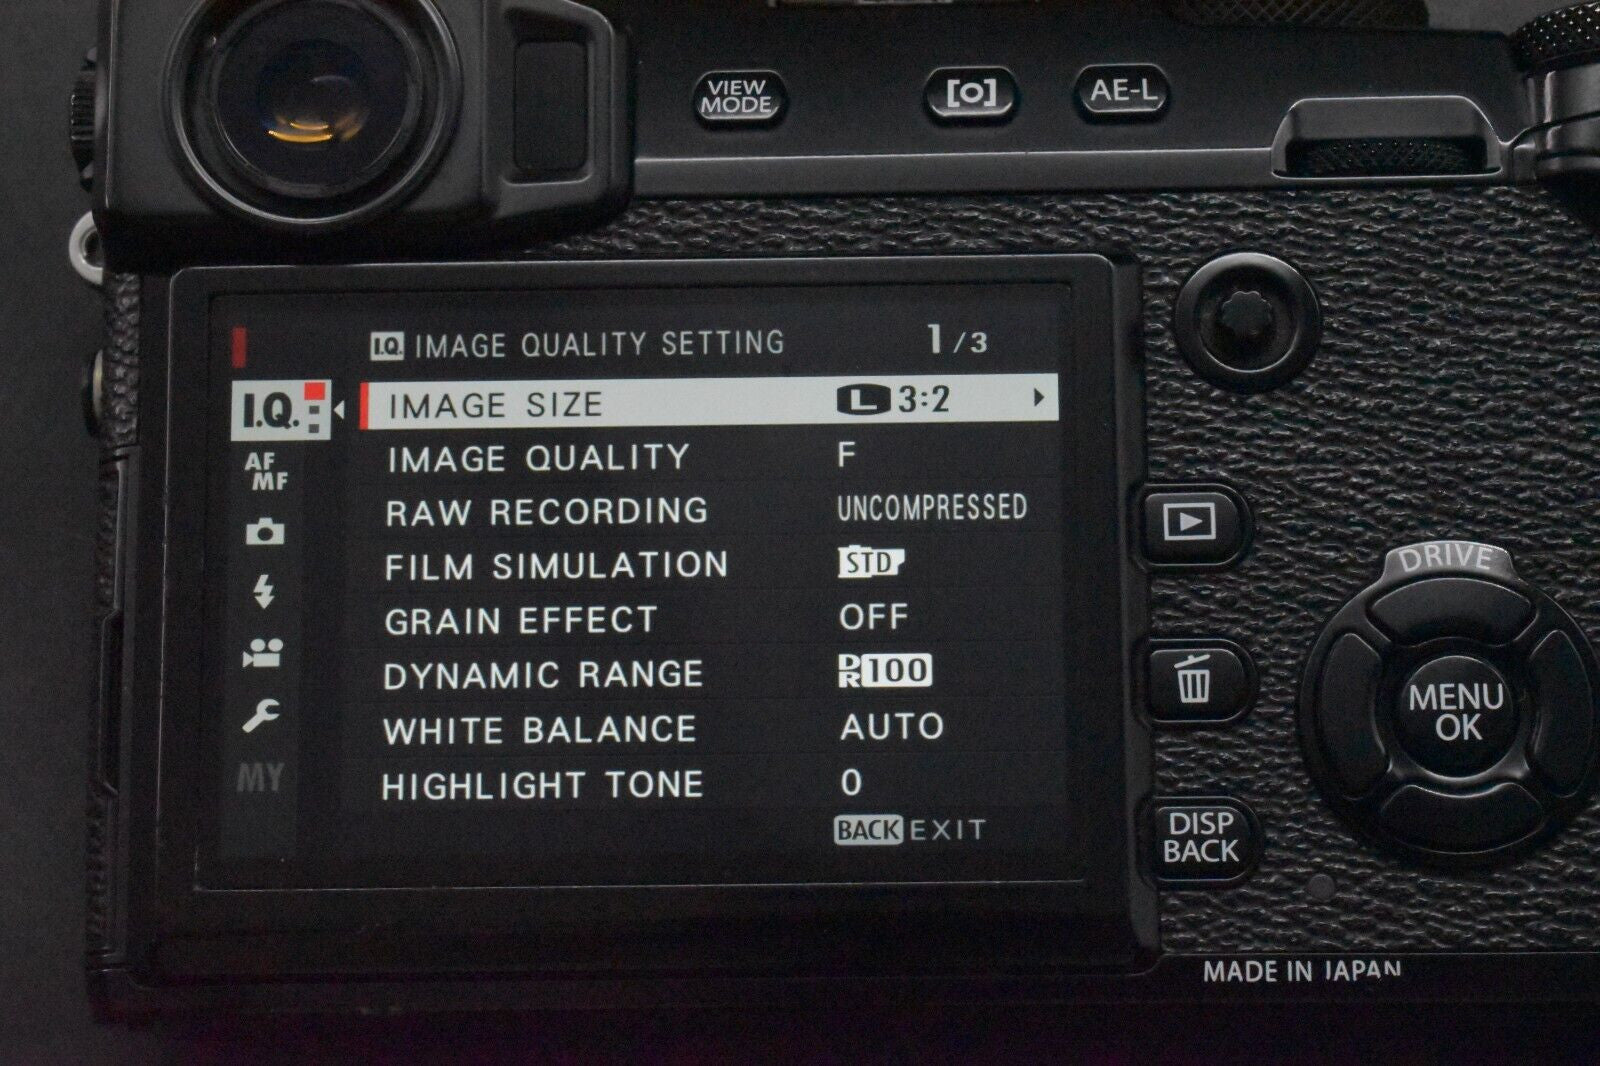 VIEW
MODE
AE-L
I.Q. IMAGE QUALITY SETTING 1/3
I.Q.
IMAGE SIZE L 3:2
IMAGE QUALITY F
AF
MF
RAW RECORDING UNCOMPRESSED
FILM SIMULATION STD
GRAIN EFFECT OFF
DYNAMIC RANGE DR100
WHITE BALANCE AUTO
MY
HIGHLIGHT TONE 0
BACK EXIT
DRIVE
MENU
OK
DISP
BACK
MADE IN JAPAN